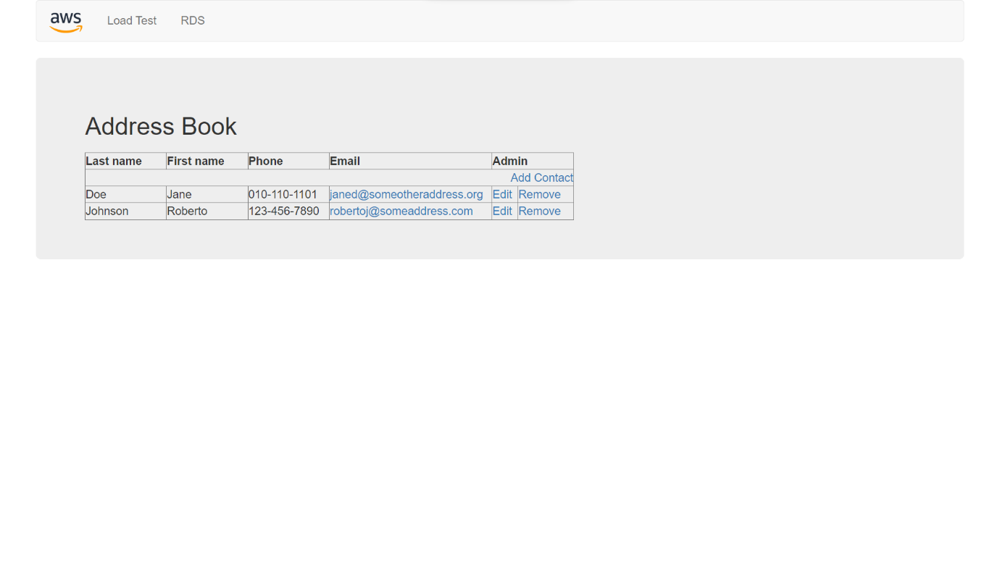 aws Load Test RDS
Address Book
Last name First name Phone Email Admin
Add Contact
Doe Jane 010-110-1101 janed@someotheraddress.org Edit Remove
Johnson Roberto 123-456-7890 robertoj@someaddress.com Edit Remove